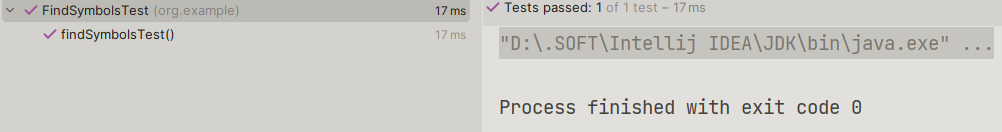 FindSymbolsTest (org.example) 17 ms
findSymbolsTest() 17 ms
Tests passed: 1 of 1 test – 17 ms
"D:\.SOFT\Intellij IDEA\JDK\bin\java.exe" ...
Process finished with exit code 0